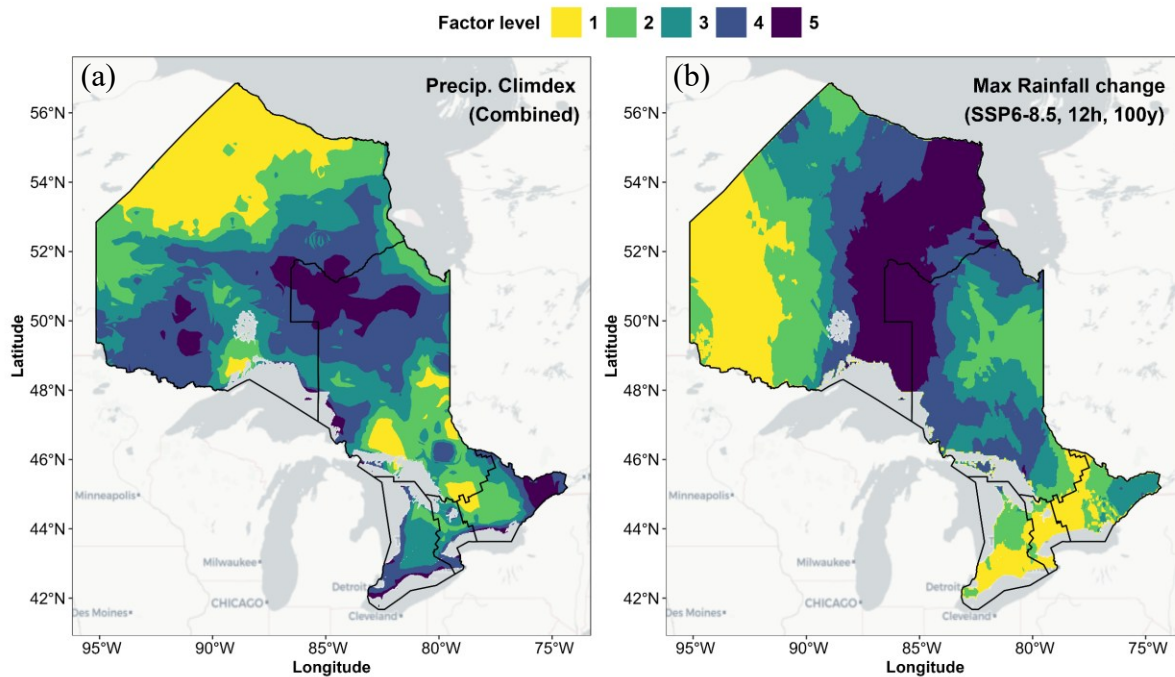 Factor level 1 2 3 4 5
(a)
Precip. Climdex
(Combined)
56°N
54°N
52°N
50°N
48°N
46°N
44°N
42°N
Latitude
Minneapolis
Milwaukee
Detroit
CHICAGO
Cleveland
Des Moines
95°W 90°W 85°W 80°W 75°W
Longitude
(b)
Max Rainfall change
(SSP6-8.5, 12h, 100y)
56°N
54°N
52°N
50°N
48°N
46°N
44°N
42°N
Latitude
Minneapolis
Milwaukee
Detroit
CHICAGO
Cleveland
Des Moines
95°W 90°W 85°W 80°W 75°W
Longitude